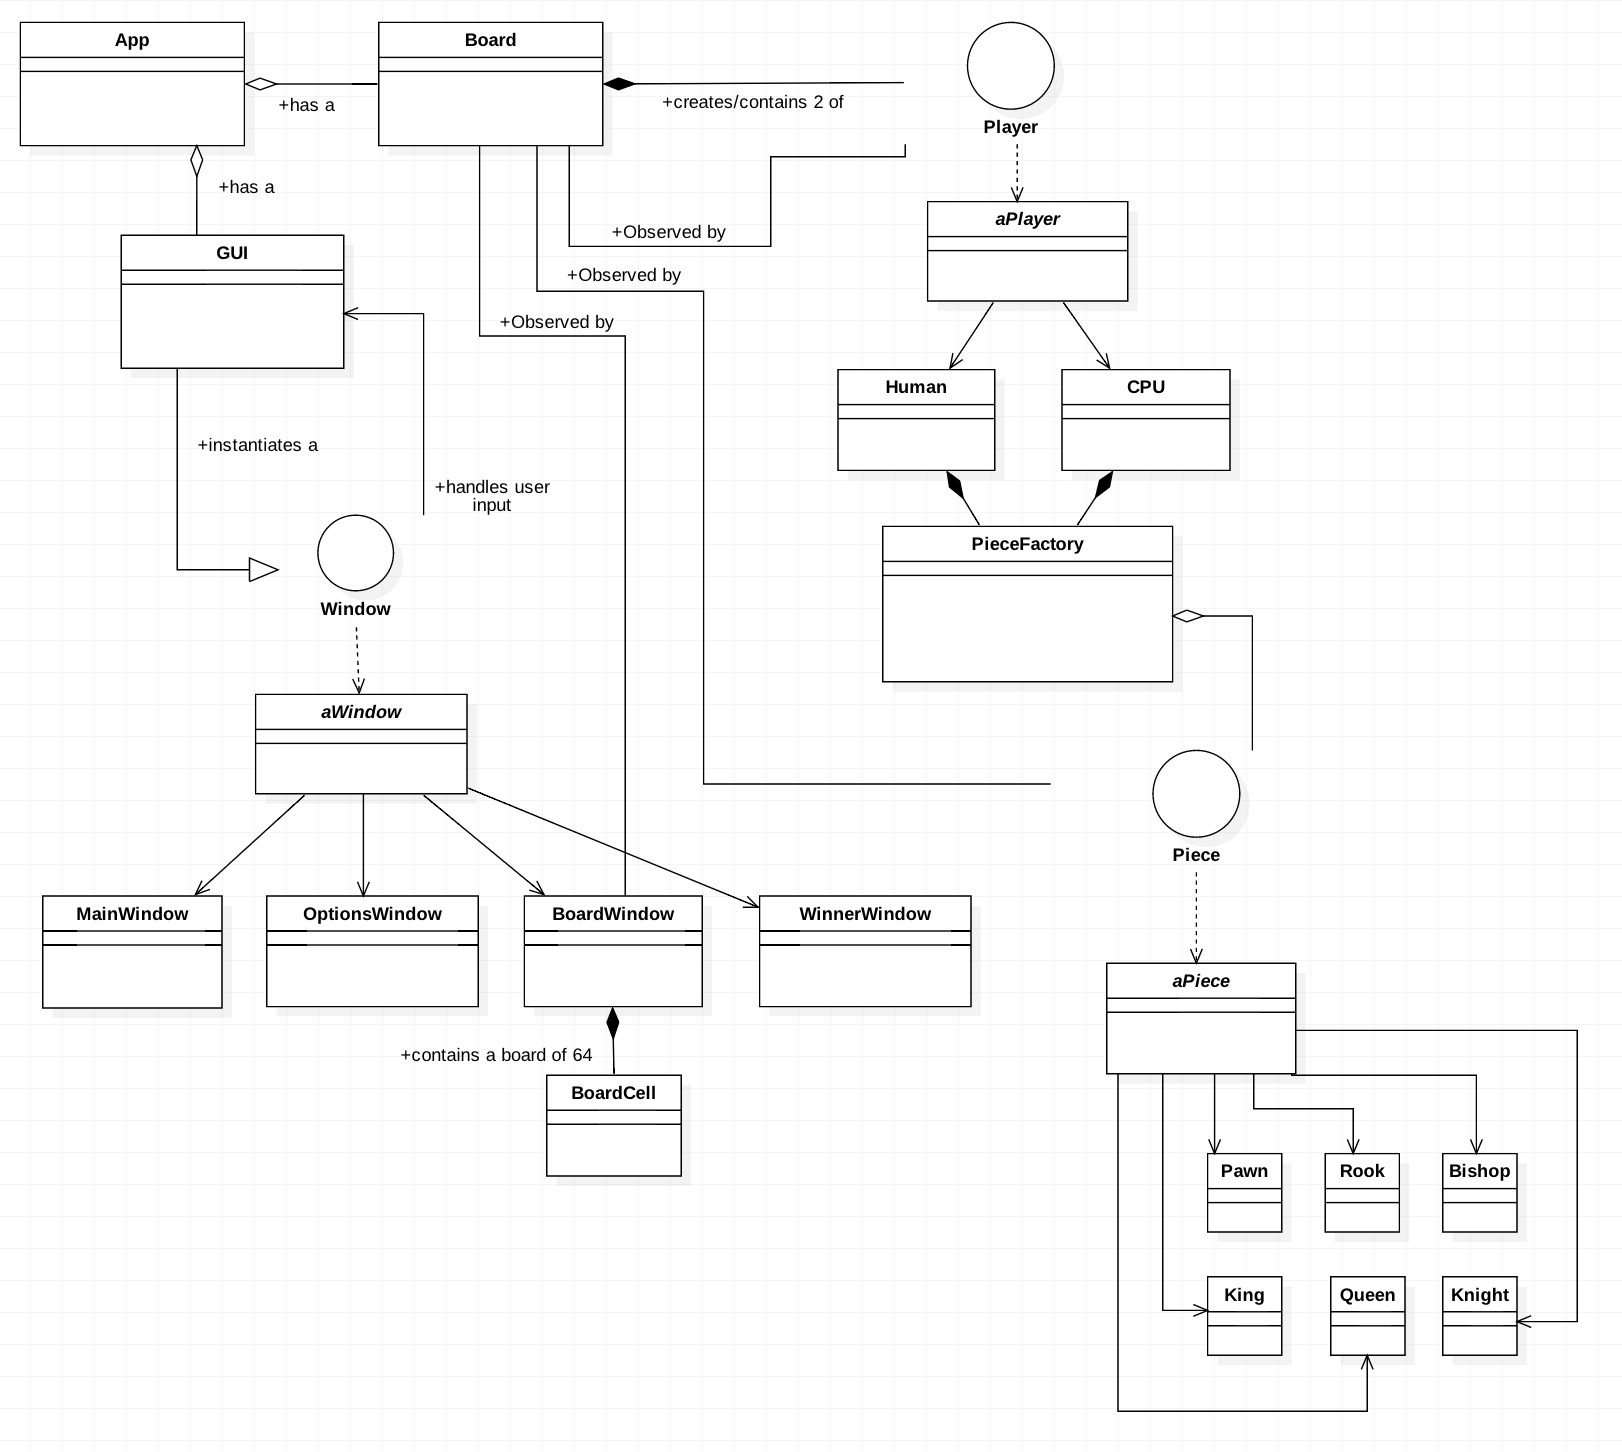 App
Board
+has a
+creates/contains 2 of
Player
+has a
aPlayer
+Observed by
GUI
+Observed by
+Observed by
Human
CPU
+instantiates a
+handles user
input
PieceFactory
Window
aWindow
Piece
MainWindow
OptionsWindow
BoardWindow
WinnerWindow
aPiece
+contains a board of 64
BoardCell
Pawn
Rook
Bishop
King
Queen
Knight